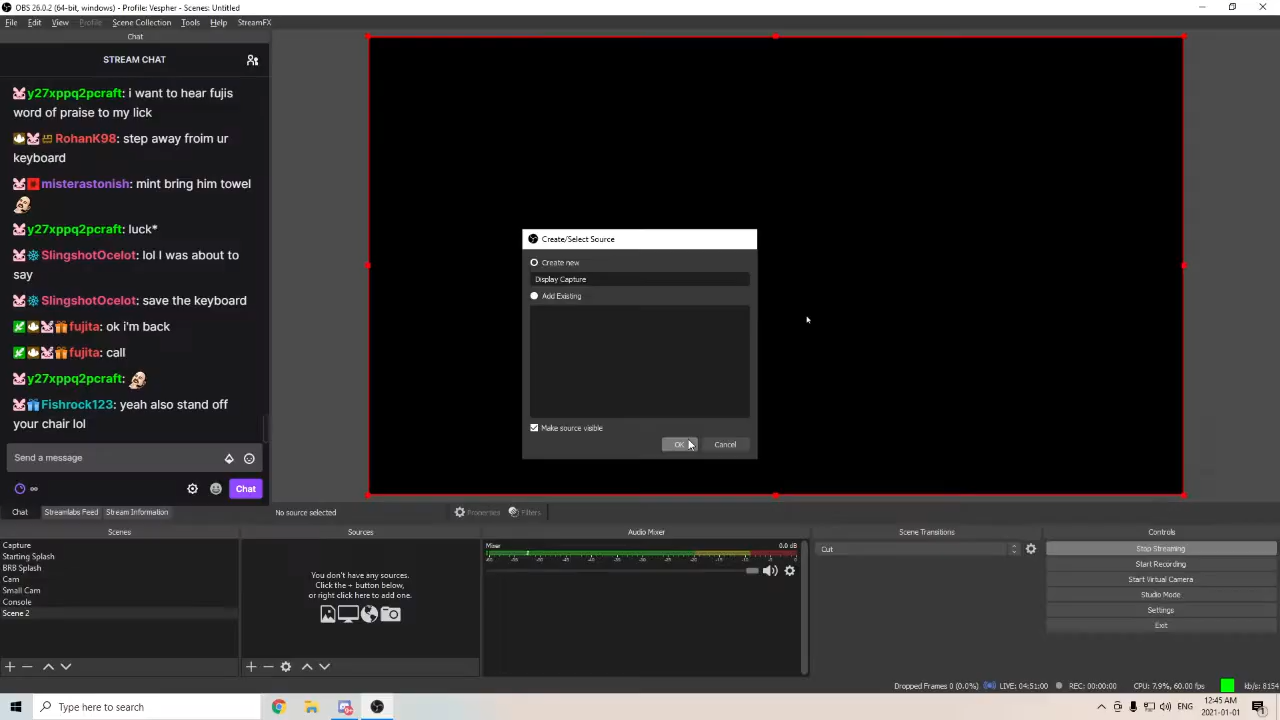 OBS 26.0.2 (64-bit, windows) - Profile: Vespher - Scenes: Untitled
File Edit View Profile Scene Collection Tools Help StreamFX
Chat
STREAM CHAT
y27xppq2pcraft: i want to hear fujis
word of praise to my lick
RohanK98: step away froim ur
keyboard
misterastonish: mint bring him towel
y27xppq2pcraft: luck*
SlingshotOcelot: lol I was about to
say
SlingshotOcelot: save the keyboard
fujita: ok i'm back
fujita: call
y27xppq2pcraft:
Fishrock123: yeah also stand off
your chair lol
Send a message
∞
Chat
Create/Select Source
Create new
Display Capture
Add Existing
Make source visible
OK Cancel
Chat Streamlabs Feed Stream Information
No source selected Properties Filters
Scenes
Capture
Starting Splash
BRB Splash
Cam
Small Cam
Console
Scene 2
Sources
You don't have any sources.
Click the + button below,
or right click here to add one.
Audio Mixer
Mixer 0.0 dB
Scene Transitions
Cut
Controls
Stop Streaming
Start Recording
Start Virtual Camera
Studio Mode
Settings
Exit
Dropped Frames 0 (0.0%) LIVE: 04:51:00 REC: 00:00:00 CPU: 7.9%, 60.00 fps kb/s: 8154
Type here to search
ENG
12:45 AM
2021-01-01
1